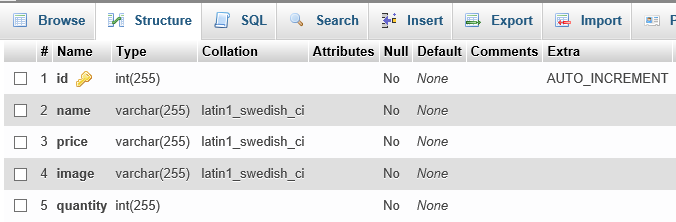 Browse Structure SQL Search Insert Export Import
# Name Type Collation Attributes Null Default Comments Extra
1 id int(255) No None AUTO_INCREMENT
2 name varchar(255) latin1_swedish_ci No None
3 price varchar(255) latin1_swedish_ci No None
4 image varchar(255) latin1_swedish_ci No None
5 quantity int(255) No None